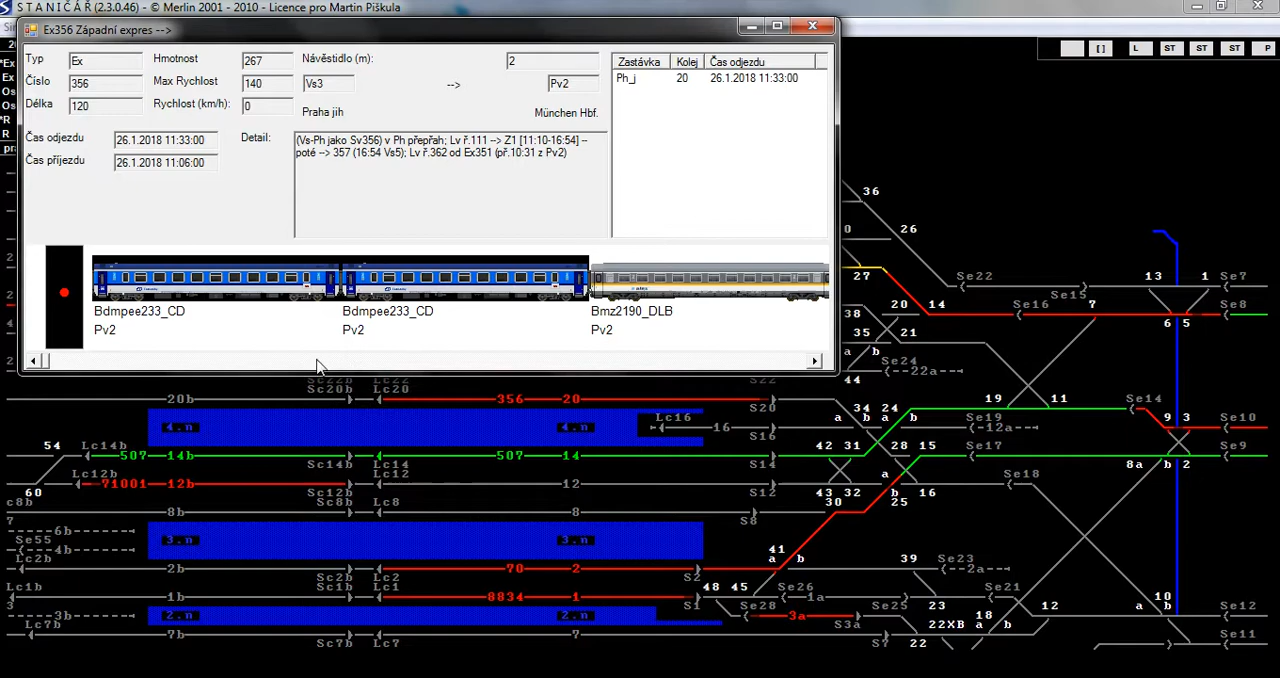 S T A N I Č Á Ř (2.3.0.46) - © Merlin 2001 - 2010 - Licence pro Martin Piškula
Ex356 Západní expres -->
Typ Ex Hmotnost 267 Návěstidlo (m): 2
Číslo 356 Max Rychlost 140 Vs3 --> Pv2
Délka 120 Rychlost (km/h): 0 Praha jih München Hbf.
Zastávka Kolej Čas odjezdu
Ph_j 20 26.1.2018 11:33:00
Čas odjezdu 26.1.2018 11:33:00
Čas příjezdu 26.1.2018 11:06:00
Detail: (Vs-Ph jako Sv356) v Ph přepřah; Lv ř.111 --> Z1 [11:10-16:54] --
poté --> 357 (16:54 Vs5); Lv ř.362 od Ex351 (př.10:31 z Pv2)
Bdmpee233_CD Bdmpee233_CD Bmz2190_DLB
Pv2 Pv2 Pv2
[ ] L ST ST ST P
*Ex
Ex
Os
Os
*R
R
36
26
27 Se22 13 1 Se7
Se15
38 20 14 Se16 7 Se8
6 5
35 21
a b Se24
22a
44
Sc20b Lc20
20b 356 20 S20 34 24 19 11 Se14 9 3 Se10
a b
4.n 4.n Lc16 16 S16 Se19 12a
54 Lc14b 42 31 28 15 Se17 Se9
507 14b Sc14b Lc14 507 14 S14 8a b 2
Lc12b Lc12 a Se18
60 71001 12b Sc12b 12 S12 43 32 b 16
c8b Sc8b Lc8 30 25
8b 8 S8
6b
Se55 3.n 3.n
4b 41
Lc2b a b 39 Se23
2b Sc2b Lc2 70 2 S2 2a
Lc1b 48 45 Se26 Se21
1b Sc1b Lc1 8834 1 S1 1a 10
3b 2.n 2.n Se28 3a Se25 23 12 a b Se12
Lc7b S3a 22XB 18 a b Se11
7b Sc7b Lc7 7 S7 22